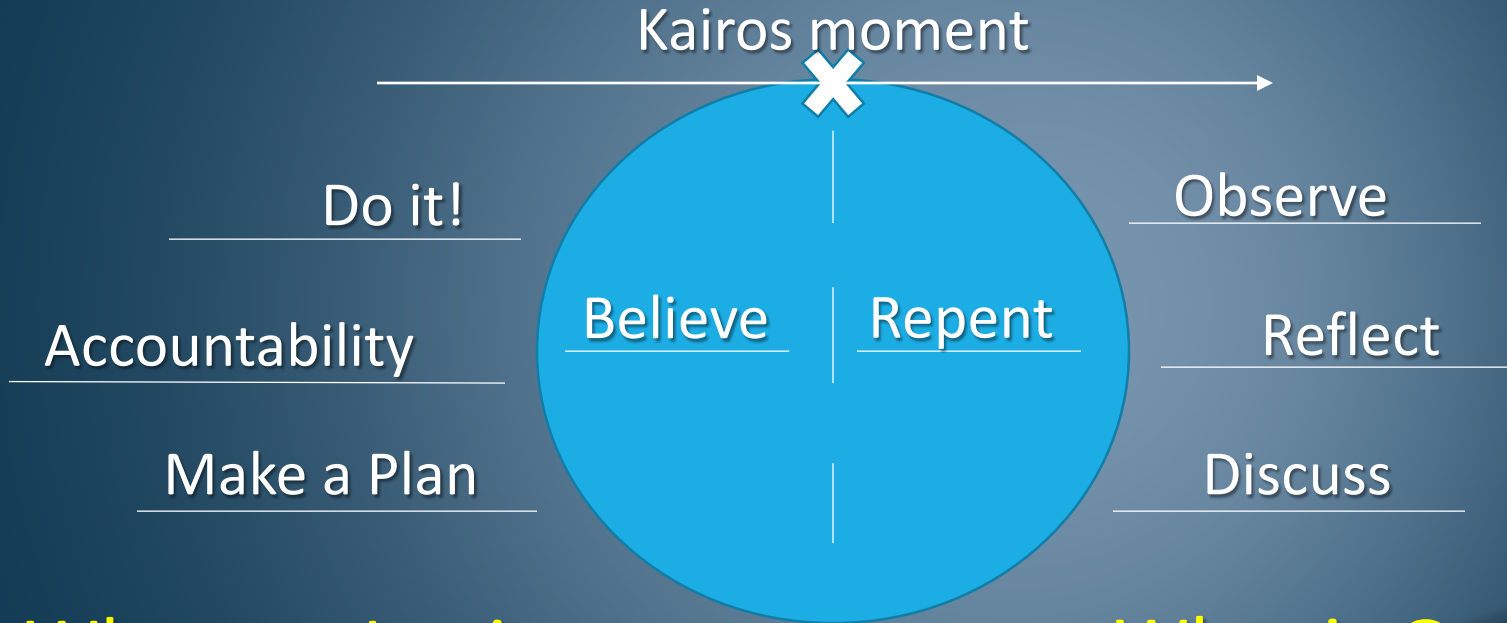 Kairos moment
Do it!
Observe
Believe
Repent
Accountability
Reflect
Make a Plan
Discuss